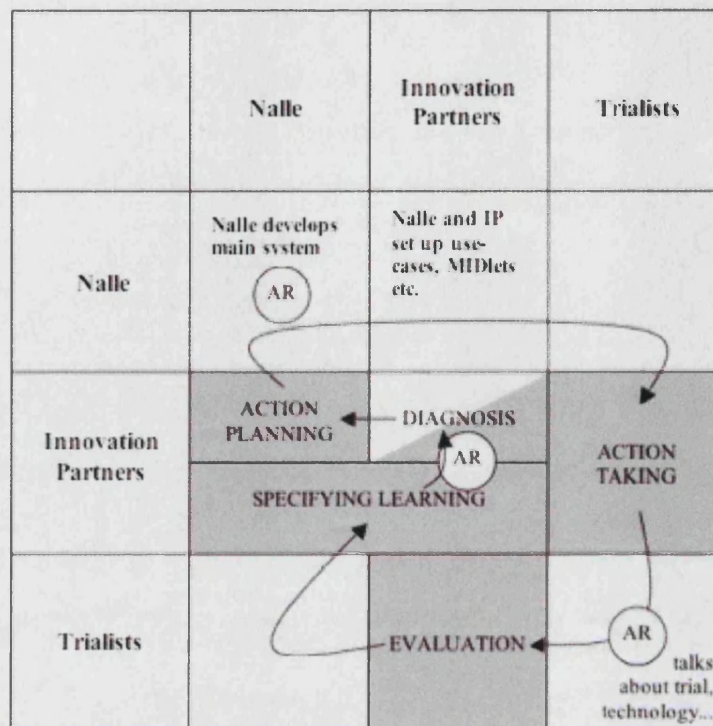 Nalle
Innovation
Partners
Trialists
Nalle
Nalle develops
main system
AR
Nalle and IP
set up use-
cases, MIDlets
etc.
Innovation
Partners
ACTION
PLANNING
DIAGNOSIS
AR
SPECIFYING LEARNING
ACTION
TAKING
Trialists
EVALUATION
AR
talks
about trial,
technology...